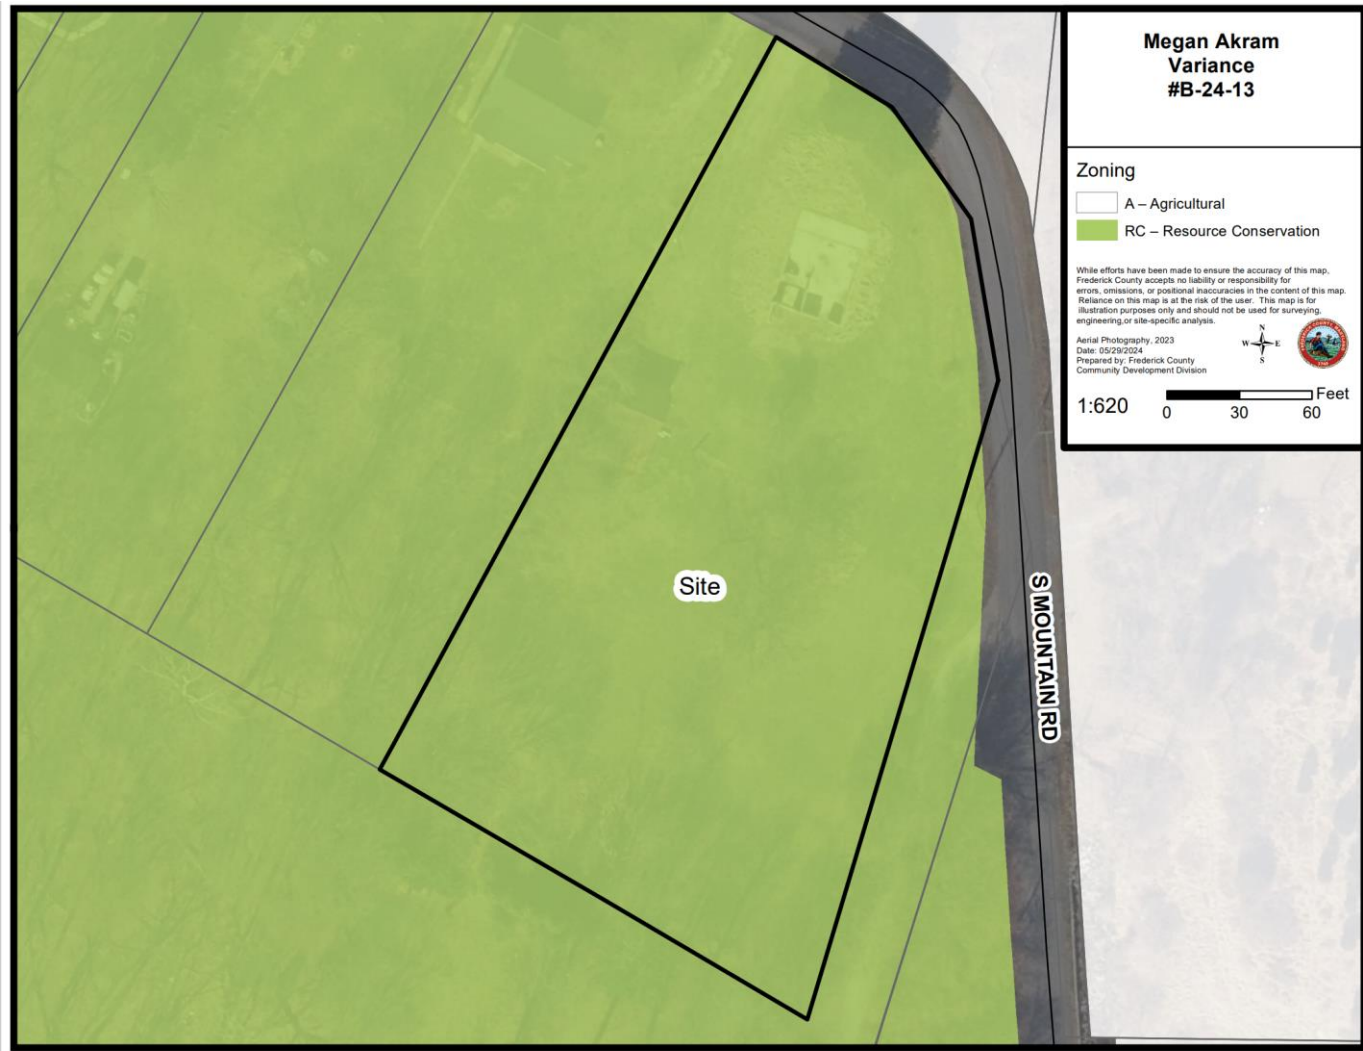 Megan Akram
Variance
#B-24-13
Zoning
A – Agricultural
RC – Resource Conservation
While efforts have been made to ensure the accuracy of this map,
Frederick County accepts no liability or responsibility for
errors, omissions, or positional inaccuracies in the content of this map.
Reliance on this map is at the risk of the user. This map is for
illustration purposes only and should not be used for surveying,
engineering,or site-specific analysis.
Aerial Photography, 2023
Date: 05/29/2024
Prepared by: Frederick County
Community Development Division
N
W E
S
1:620
Feet
0 30 60
Site
S MOUNTAIN RD